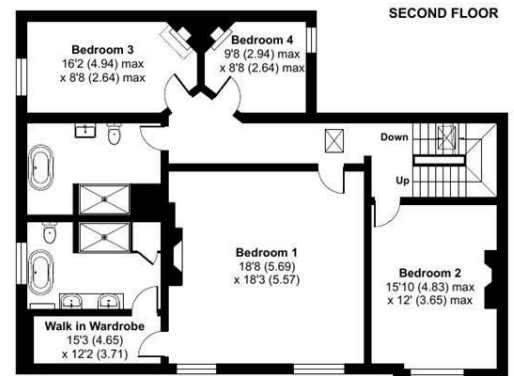 SECOND FLOOR
Bedroom 3
16'2 (4.94) max
x 8'8 (2.64) max
Bedroom 4
9'8 (2.94) max
x 8'8 (2.64) max
Down
Up
Bedroom 1
18'8 (5.69)
x 18'3 (5.57)
Bedroom 2
15'10 (4.83) max
x 12' (3.65) max
Walk in Wardrobe
15'3 (4.65)
x 12'2 (3.71)